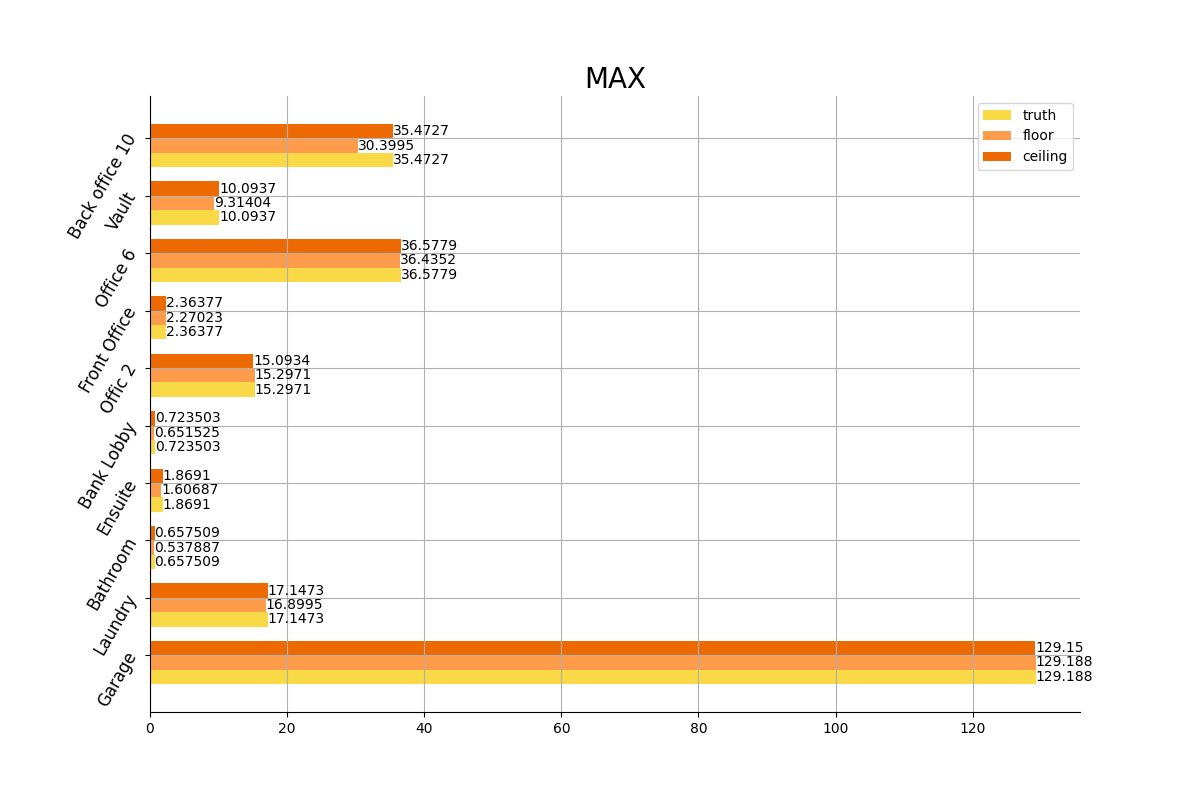 MAX
truth
floor
ceiling
Back office 10
35.4727
30.3995
35.4727
Vault
10.0937
9.31404
10.0937
Office 6
36.5779
36.4352
36.5779
Front Office
2.36377
2.27023
2.36377
Offic 2
15.0934
15.2971
15.2971
Bank Lobby
0.723503
0.651525
0.723503
Ensuite
1.8691
1.60687
1.8691
Bathroom
0.657509
0.537887
0.657509
Laundry
17.1473
16.8995
17.1473
Garage
129.15
129.188
129.188
0 20 40 60 80 100 120